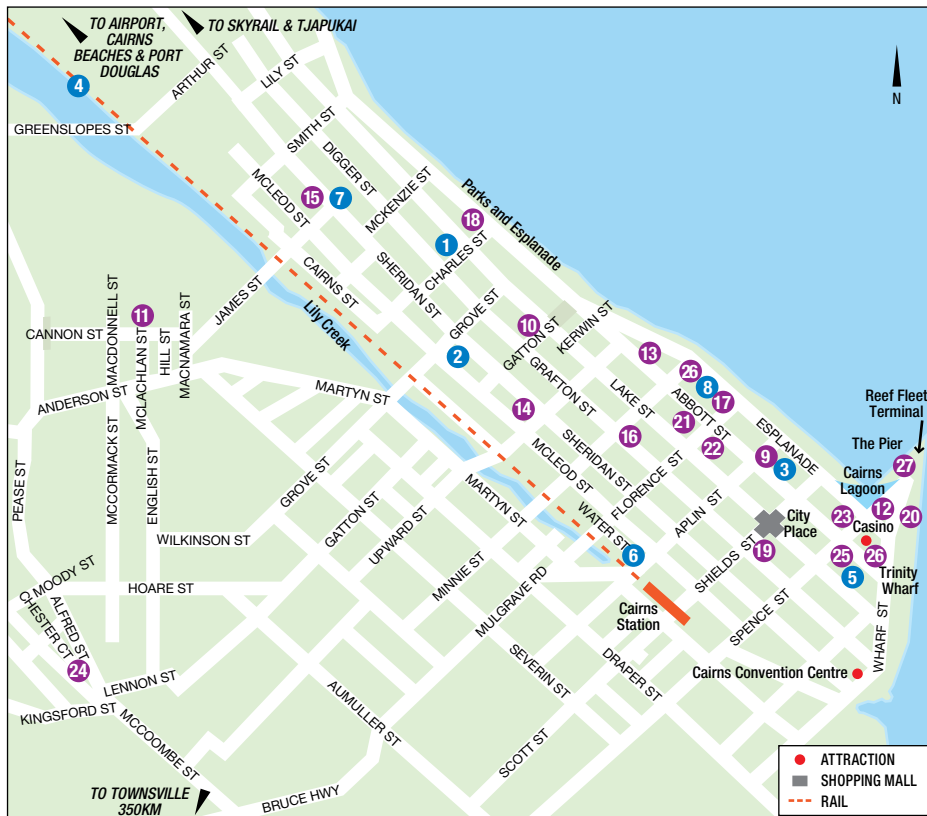 TO AIRPORT,
CAIRNS
BEACHES & PORT
DOUGLAS
TO SKYRAIL & TJAPUKAI
N
4
ARTHUR ST
LILY ST
GREENSLOPES ST
SMITH ST
DIGGER ST
MCKENZIE ST
Parks and Esplanade
MCLEOD ST
15
7
18
1
CHARLES ST
CAIRNS ST
SHERIDAN ST
JAMES ST
Lily Creek
GROVE ST
10
GATTON ST
KERWIN ST
2
GRAFTON ST
13
26
8
17
11
CANNON ST
MACDONNELL ST
MCLACHLAN ST
HILL ST
MACNAMARA ST
ANDERSON ST
MARTYN ST
14
LAKE ST
ABBOTT ST
21
22
16
ESPLANADE
9
3
Reef Fleet
Terminal
The Pier
27
Cairns
Lagoon
12
20
23
Casino
City
Place
19
25
26
5
Trinity
Wharf
PEASE ST
MCCORMACK ST
ENGLISH ST
GROVE ST
GATTON ST
UPWARD ST
MARTYN ST
MCLEOD ST
SHERIDAN ST
FLORENCE ST
WATER ST
6
APLIN ST
SHIELDS ST
SPENCE ST
WHARF ST
WILKINSON ST
MINNIE ST
MULGRAVE RD
Cairns
Station
MOODY ST
HOARE ST
CHESTER CT
ALFRED ST
24
LENNON ST
KINGSFORD ST
MCCOOMBE ST
AUMULLER ST
SEVERIN ST
DRAPER ST
SCOTT ST
Cairns Convention Centre
BRUCE HWY
TO TOWNSVILLE
350KM
ATTRACTION
SHOPPING MALL
RAIL